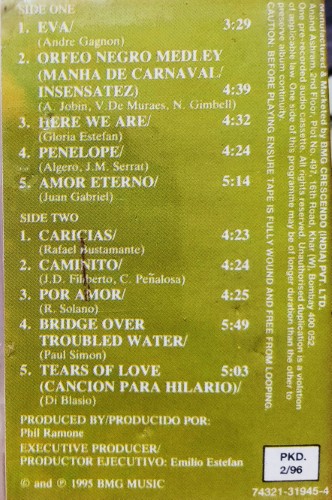 SIDE ONE
1. EVA/ 3:29
(Andre Gagnon)
2. ORFEO NEGRO MEDLEY
(MANHA DE CARNAVAL/
INSENSATEZ) 4:39
(A. Jobin, V.De Muraes, N. Gimbell)
3. HERE WE ARE/ 4:32
(Gloria Estefan)
4. PENELOPE/ 4:24
(Algero, J.M. Serrat)
5. AMOR ETERNO/ 5:14
(Juan Gabriel)
SIDE TWO
1. CARICIAS/ 4:23
(Rafael Bustamante)
2. CAMINITO/ 4:24
(J.D. Filiberto, C. Peñalosa)
3. POR AMOR/ 4:25
(R. Solano)
4. BRIDGE OVER 5:49
TROUBLED WATER/
(Paul Simon)
5. TEARS OF LOVE 5:03
(CANCION PARA HILARIO)/
(Di Blasio)
PRODUCED BY/PRODUCIDO POR:
Phil Ramone
EXECUTIVE PRODUCER/
PRODUCTOR EJECUTIVO: Emilio Estefan
© and ℗ 1995 BMG MUSIC
PKD.
2/96
74321-31945-4
Manufactured & Marketed by BMG CRESCENDO (INDIA) PVT. LTD.
Anand Ashram, 2nd Floor, Plot No. 497, 16th Road, Khar (W), Bombay 400 052.
One pre-recorded audio cassette. All rights reserved. Unauthorised duplication is a violation
of applicable law. One side of this programme may be of longer duration than the other to
preserve album continuity.
CAUTION: BEFORE PLAYING ENSURE TAPE IS FULLY WOUND AND FREE FROM LOOPING.